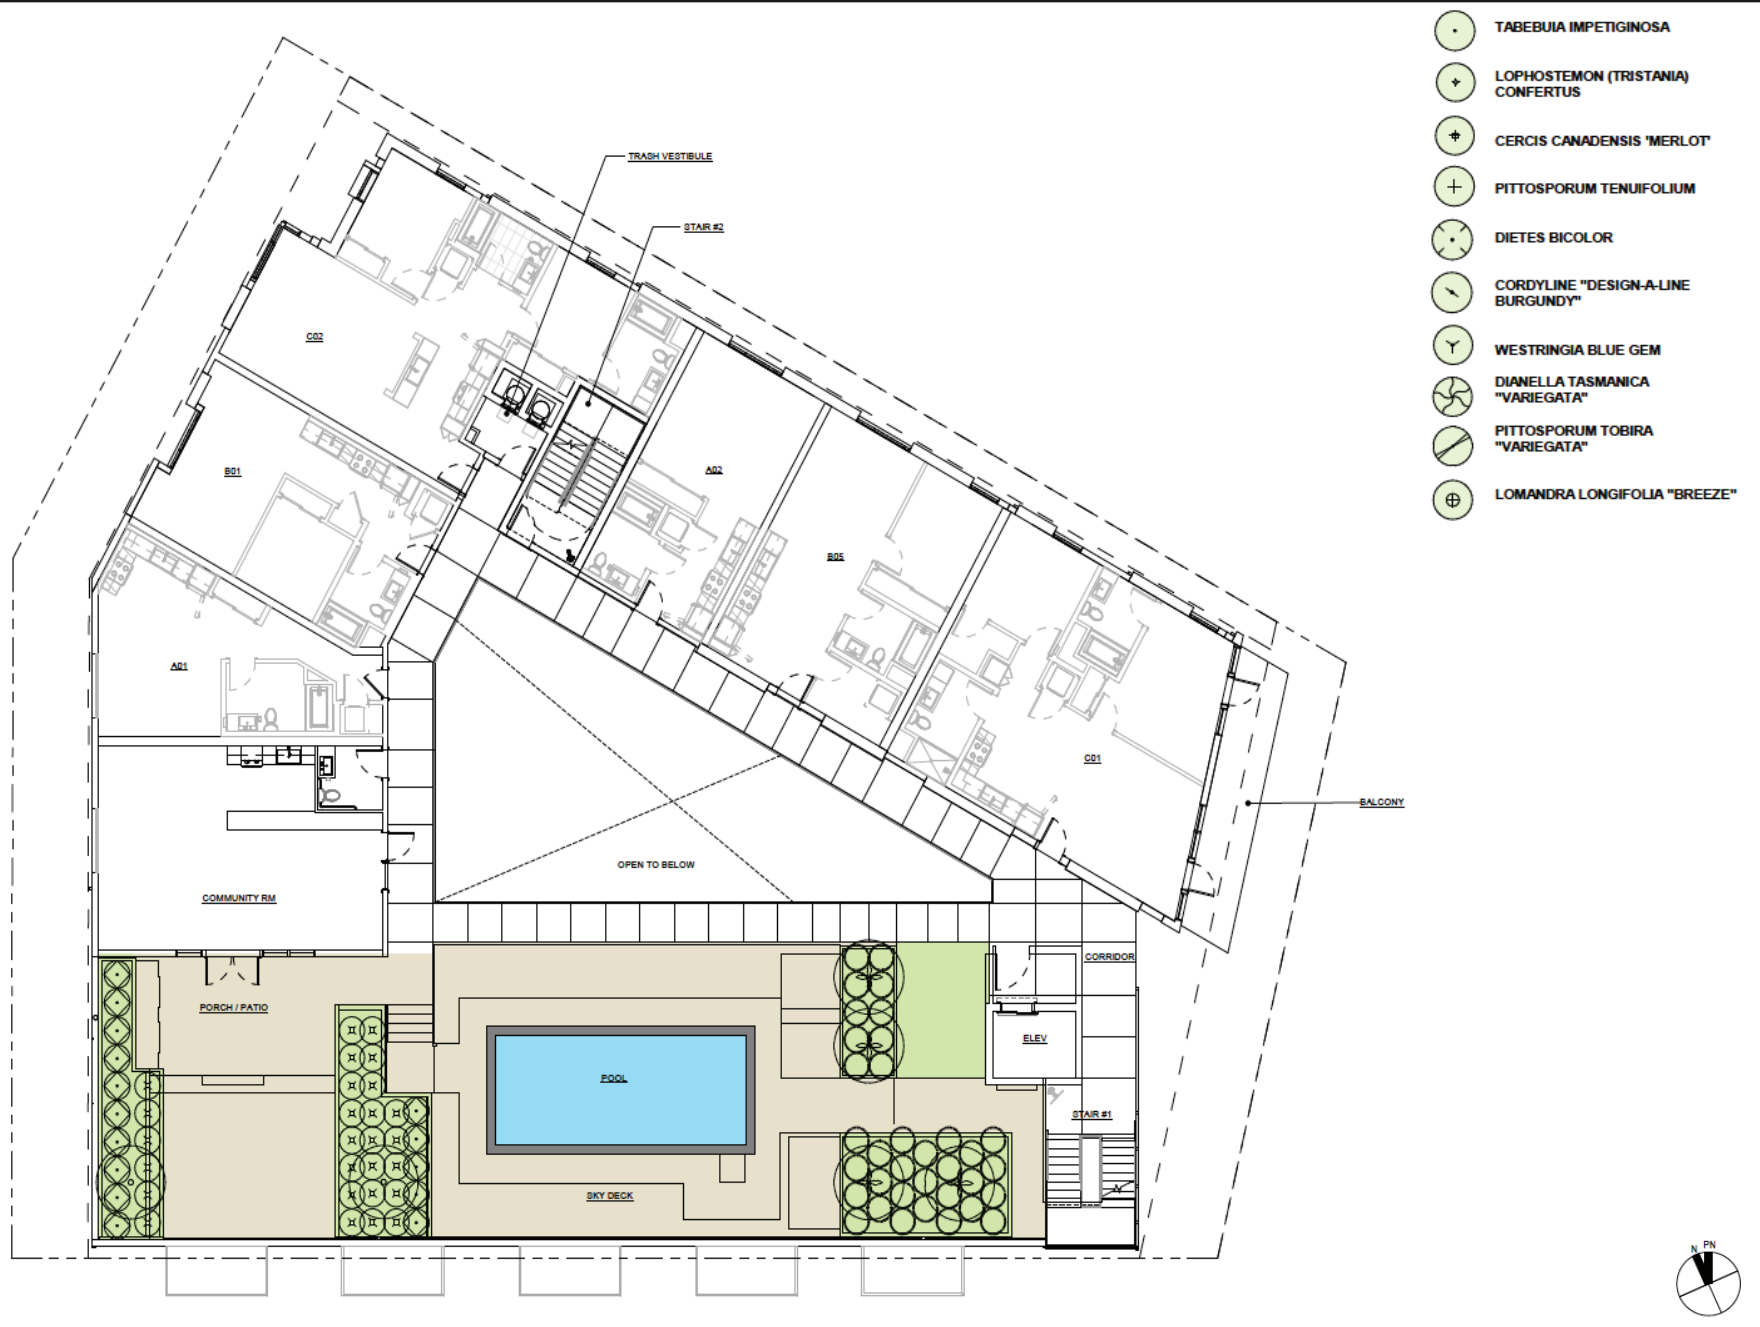 TABEBUIA IMPETIGINOSA
LOPHOSTEMON (TRISTANIA)
CONFERTUS
CERCIS CANADENSIS 'MERLOT'
PITTOSPORUM TENUIFOLIUM
DIETES BICOLOR
CORDYLINE "DESIGN-A-LINE
BURGUNDY"
WESTRINGIA BLUE GEM
DIANELLA TASMANICA
"VARIEGATA"
PITTOSPORUM TOBIRA
"VARIEGATA"
LOMANDRA LONGIFOLIA "BREEZE"
TRASH VESTIBULE
STAIR #2
C02
B01
A02
B05
A01
C01
BALCONY
OPEN TO BELOW
COMMUNITY RM
CORRIDOR
PORCH / PATIO
ELEV
POOL
STAIR #1
SKY DECK
N PN